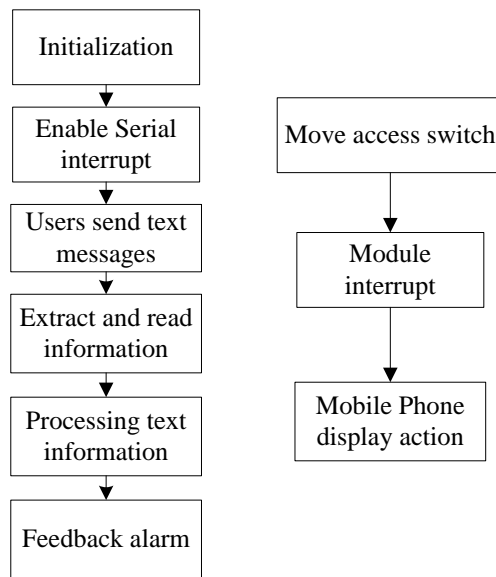 Initialization
Enable Serial
interrupt
Users send text
messages
Extract and read
information
Processing text
information
Feedback alarm
Move access switch
Module
interrupt
Mobile Phone
display action